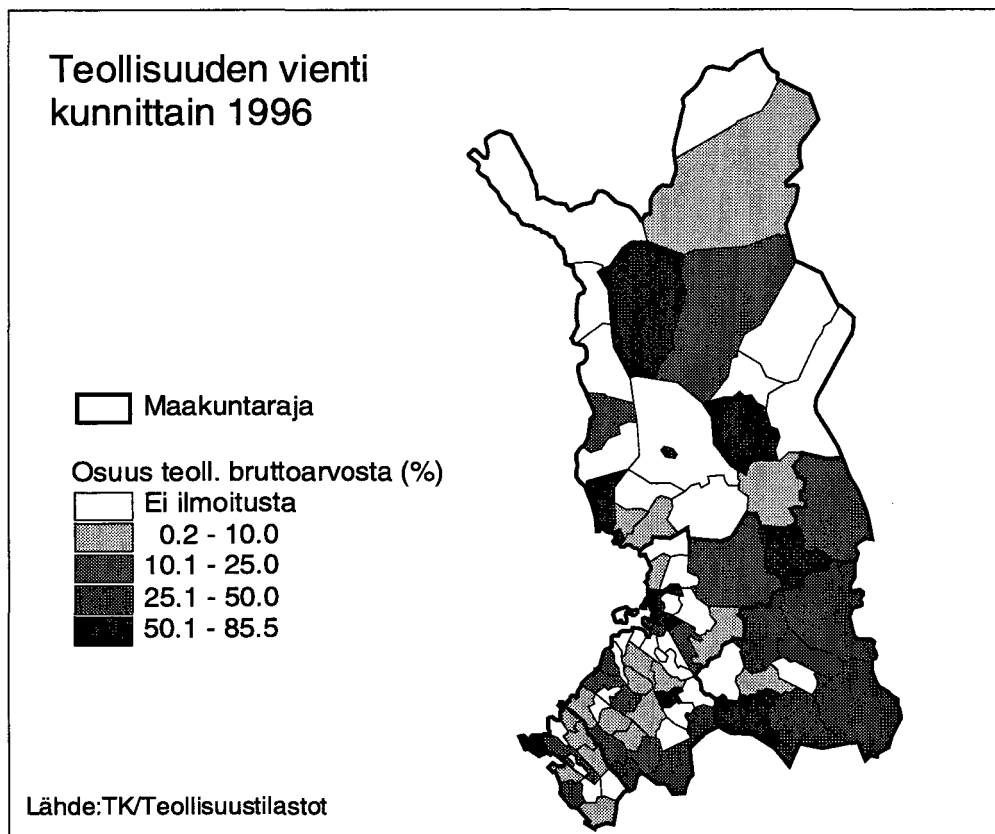 Teollisuuden vienti
kunnittain 1996
Maakuntaraja
Osuus teoll. bruttoarvosta (%)
Ei ilmoitusta
0.2 - 10.0
10.1 - 25.0
25.1 - 50.0
50.1 - 85.5
Lähde:TK/Teollisuustilastot